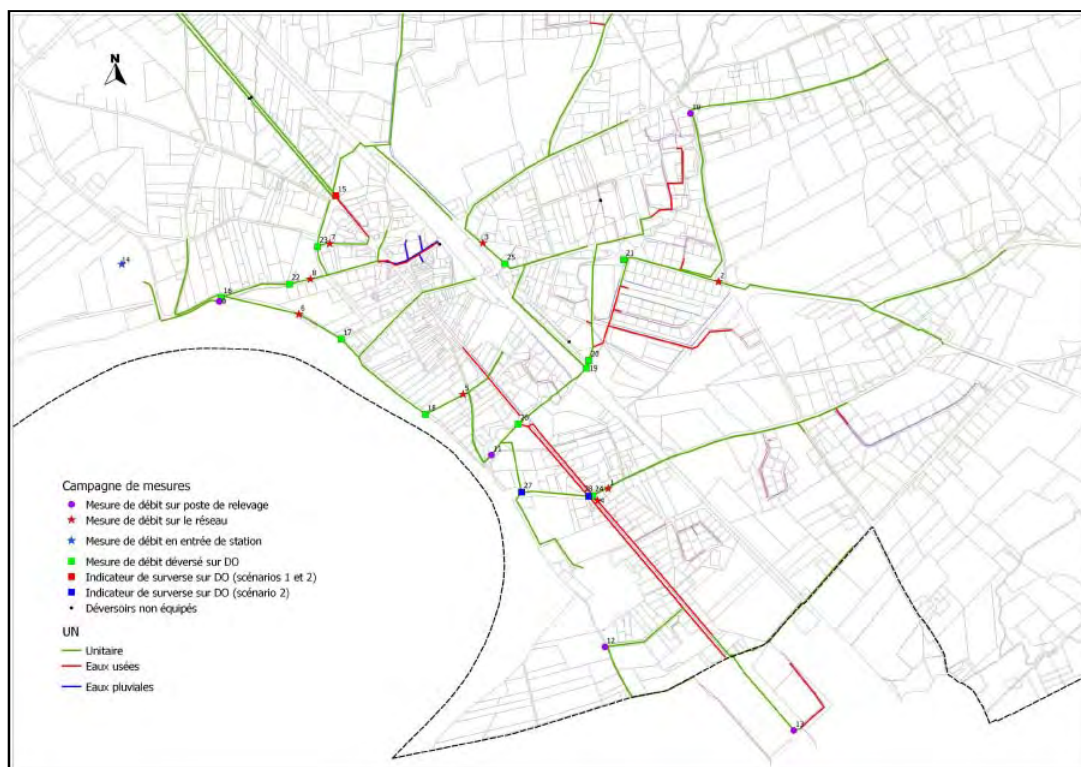 N
10
15
3
23
7
25
21
14
2
22
8
16
9
6
17
20
19
5
18
26
11
27
28
24
1
4
Campagne de mesures
Mesure de débit sur poste de relevage
Mesure de débit sur le réseau
Mesure de débit en entrée de station
Mesure de débit déversé sur DO
Indicateur de surverse sur DO (scénarios 1 et 2)
Indicateur de surverse sur DO (scénario 2)
Déversoirs non équipés
UN
Unitaire
Eaux usées
Eaux pluviales
12
13